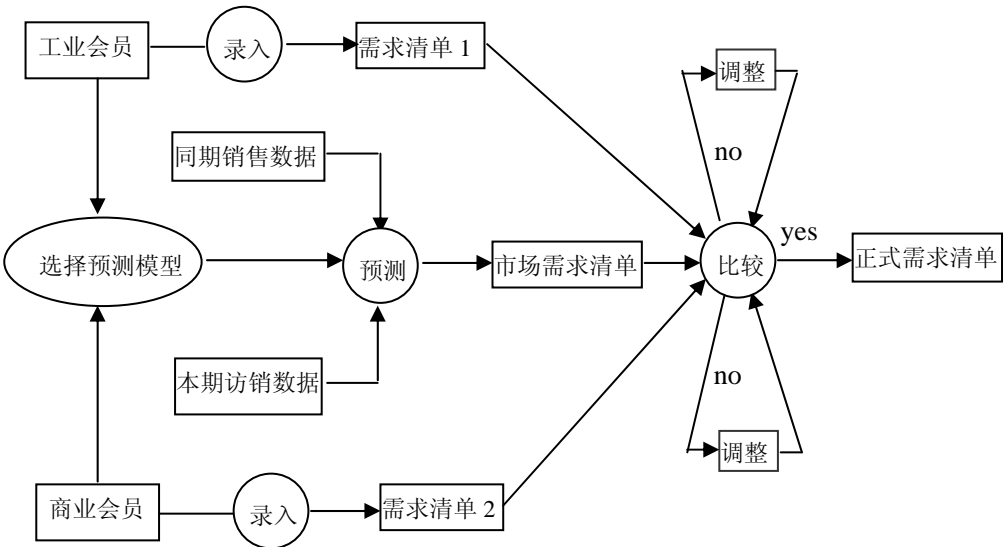 工业会员
录入
需求清单 1
调整
no
同期销售数据
选择预测模型
预测
市场需求清单
比较
yes
正式需求清单
本期访销数据
no
调整
商业会员
录入
需求清单 2